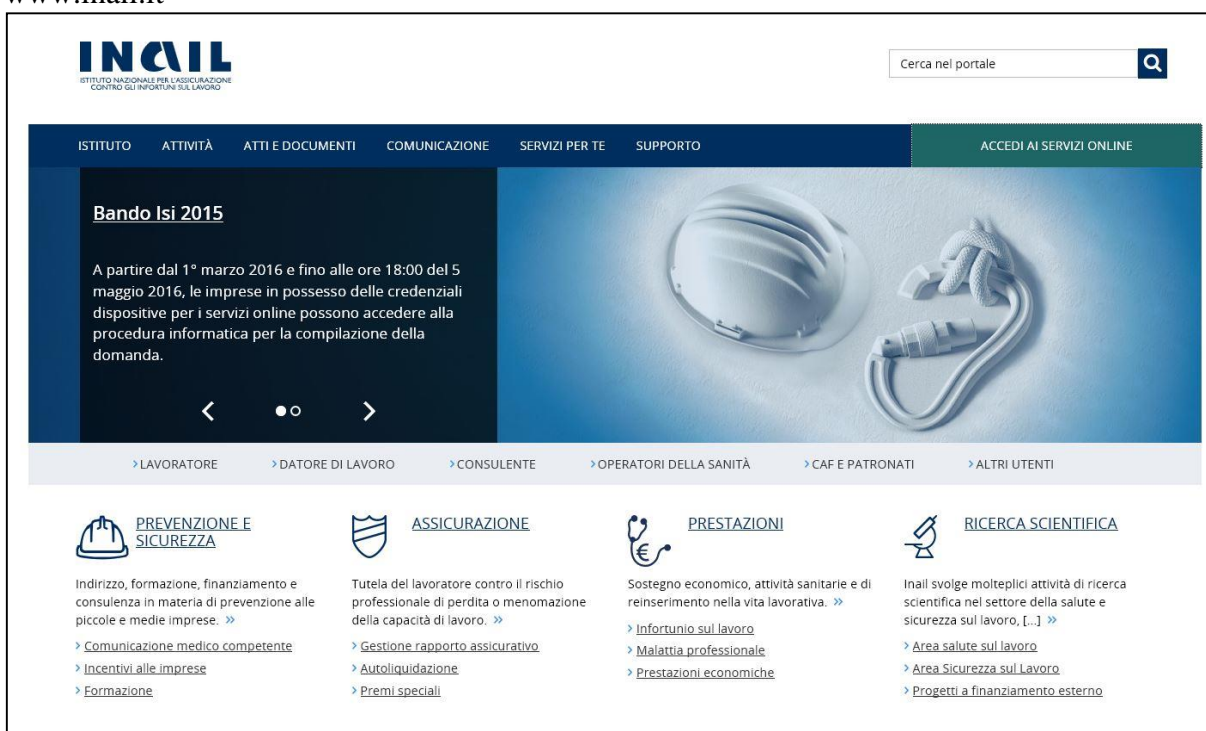 www.inail.it
INAIL
ISTITUTO NAZIONALE PER L'ASSICURAZIONE
CONTRO GLI INFORTUNI SUL LAVORO
Cerca nel portale
ISTITUTO ATTIVITÀ ATTI E DOCUMENTI COMUNICAZIONE SERVIZI PER TE SUPPORTO ACCEDI AI SERVIZI ONLINE
Bando Isi 2015
A partire dal 1° marzo 2016 e fino alle ore 18:00 del 5
maggio 2016, le imprese in possesso delle credenziali
dispositive per i servizi online possono accedere alla
procedura informatica per la compilazione della
domanda.
LAVORATORE DATORE DI LAVORO CONSULENTE OPERATORI DELLA SANITÀ CAF E PATRONATI ALTRI UTENTI
PREVENZIONE E
SICUREZZA
Indirizzo, formazione, finanziamento e
consulenza in materia di prevenzione alle
piccole e medie imprese. »
Comunicazione medico competente
Incentivi alle imprese
Formazione
ASSICURAZIONE
Tutela del lavoratore contro il rischio
professionale di perdita o menomazione
della capacità di lavoro. »
Gestione rapporto assicurativo
Autoliquidazione
Premi speciali
PRESTAZIONI
Sostegno economico, attività sanitarie e di
reinserimento nella vita lavorativa. »
Infortunio sul lavoro
Malattia professionale
Prestazioni economiche
RICERCA SCIENTIFICA
Inail svolge molteplici attività di ricerca
scientifica nel settore della salute e
sicurezza sul lavoro, [...] »
Area salute sul lavoro
Area Sicurezza sul Lavoro
Progetti a finanziamento esterno